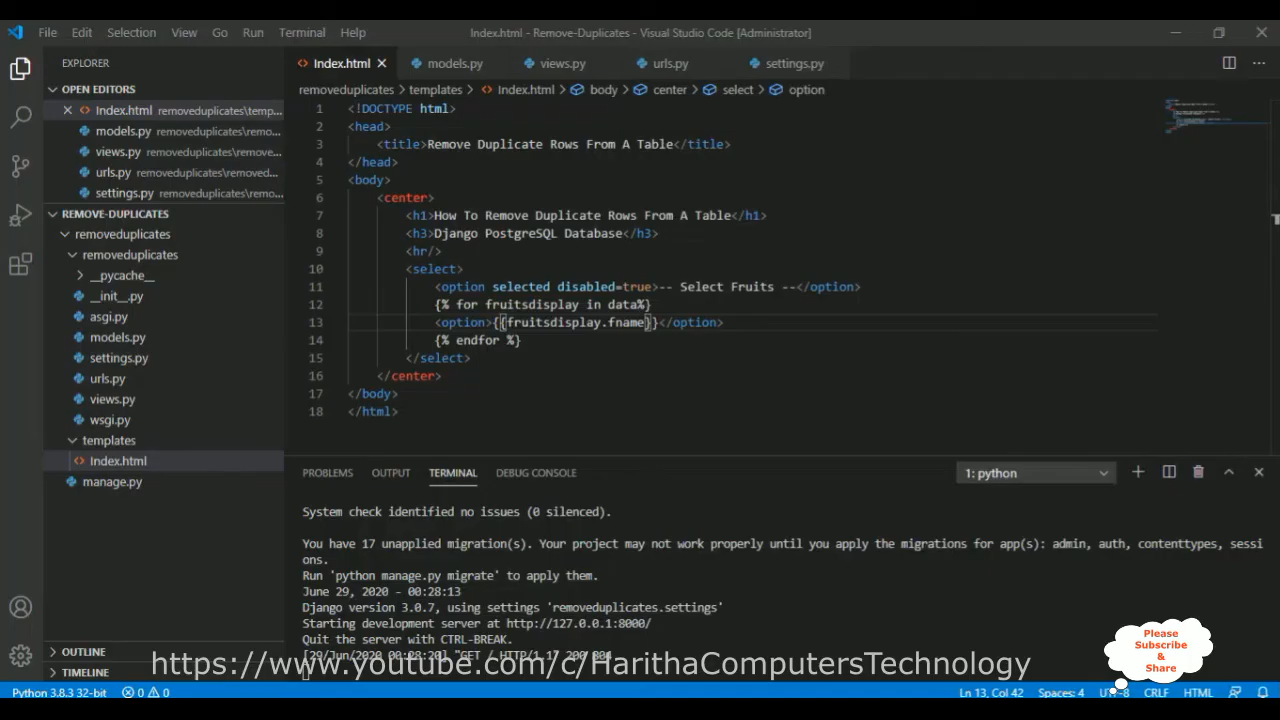 File Edit Selection View Go Run Terminal Help Index.html - Remove-Duplicates - Visual Studio Code [Administrator]
EXPLORER
OPEN EDITORS
Index.html removeduplicates\temp...
models.py removeduplicates\remo...
views.py removeduplicates\remove...
urls.py removeduplicates\removed...
settings.py removeduplicates\remo...
REMOVE-DUPLICATES
removeduplicates
removeduplicates
__pycache__
__init__.py
asgi.py
models.py
settings.py
urls.py
views.py
wsgi.py
templates
Index.html
manage.py
OUTLINE
TIMELINE
Index.html models.py views.py urls.py settings.py
removeduplicates > templates > Index.html > body > center > select > option
1 <!DOCTYPE html>
2 <head>
3 <title>Remove Duplicate Rows From A Table</title>
4 </head>
5 <body>
6 <center>
7 <h1>How To Remove Duplicate Rows From A Table</h1>
8 <h3>Django PostgreSQL Database</h3>
9 <hr/>
10 <select>
11 <option selected disabled=true>-- Select Fruits --</option>
12 {% for fruitsdisplay in data%}
13 <option>{{fruitsdisplay.fname}}</option>
14 {% endfor %}
15 </select>
16 </center>
17 </body>
18 </html>
PROBLEMS OUTPUT TERMINAL DEBUG CONSOLE 1: python
System check identified no issues (0 silenced).
You have 17 unapplied migration(s). Your project may not work properly until you apply the migrations for app(s): admin, auth, contenttypes, sessi
ons.
Run 'python manage.py migrate' to apply them.
June 29, 2020 - 00:28:13
Django version 3.0.7, using settings 'removeduplicates.settings'
Starting development server at http://127.0.0.1:8000/
Quit the server with CTRL-BREAK.
https://www.youtube.com/c/HarithaComputersTechnology
Please
Subscribe
&
Share
Python 3.8.3 32-bit 0 0 Ln 13, Col 42 Spaces: 4 UTF-8 CRLF HTML